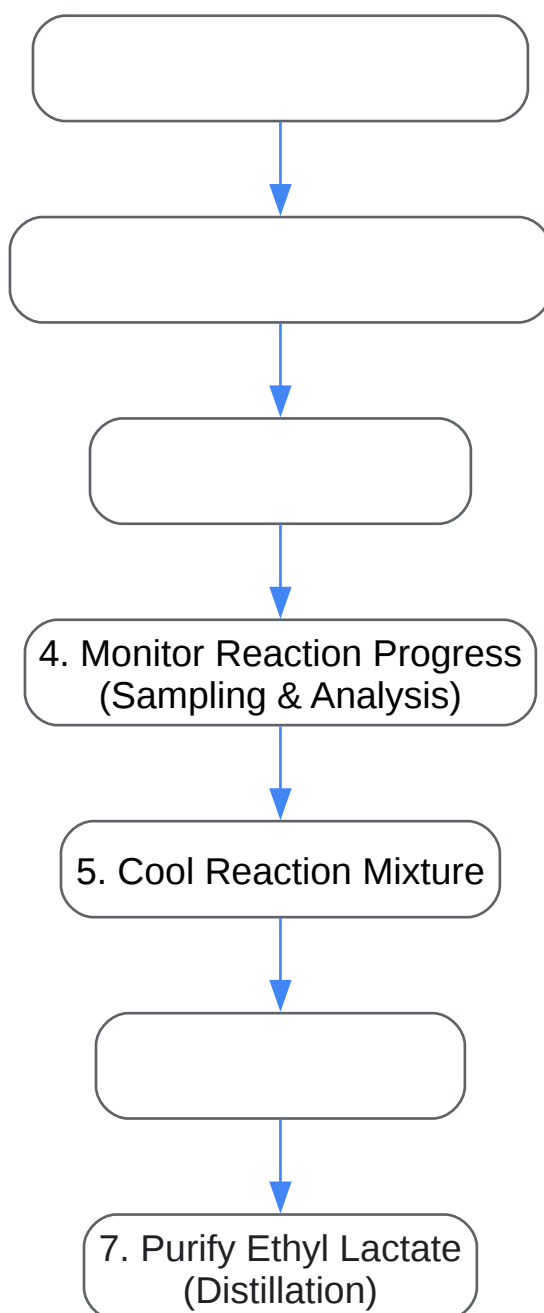 4. Monitor Reaction Progress
(Sampling & Analysis)
5. Cool Reaction Mixture
7. Purify Ethyl Lactate
(Distillation)